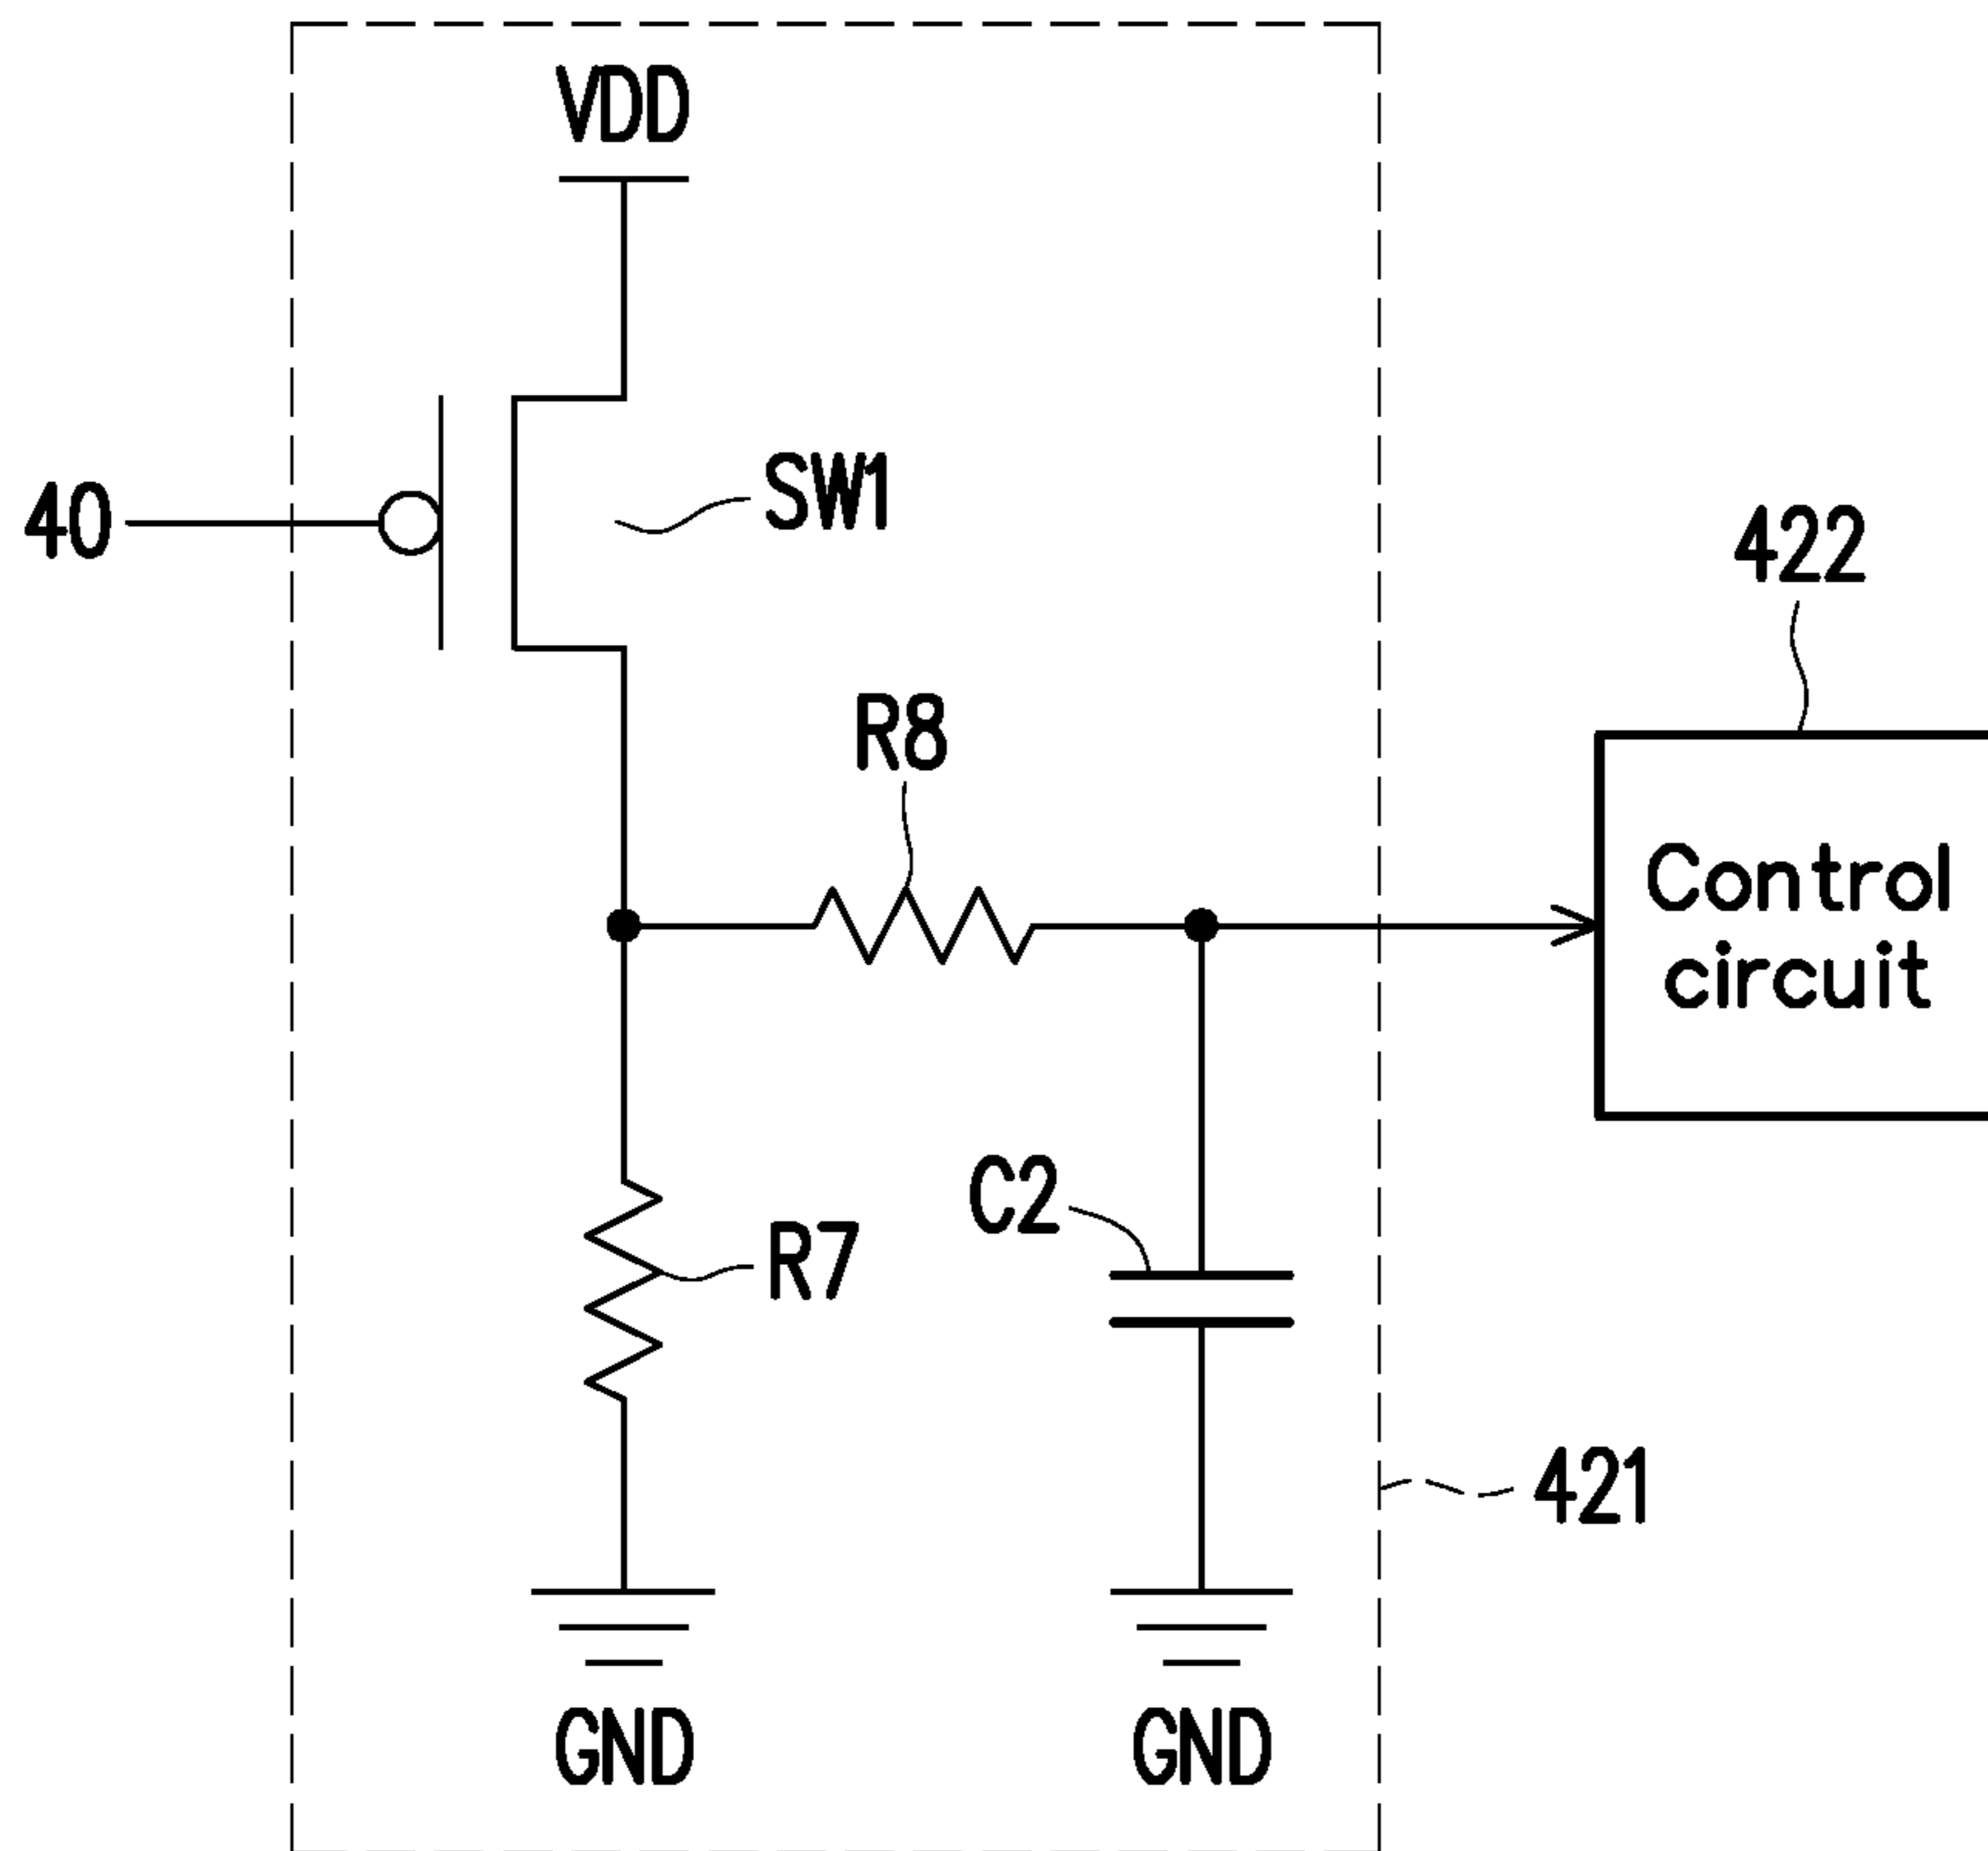 VDD
40
SW1
422
R8
Control
circuit
C2
R7
421
GND
GND